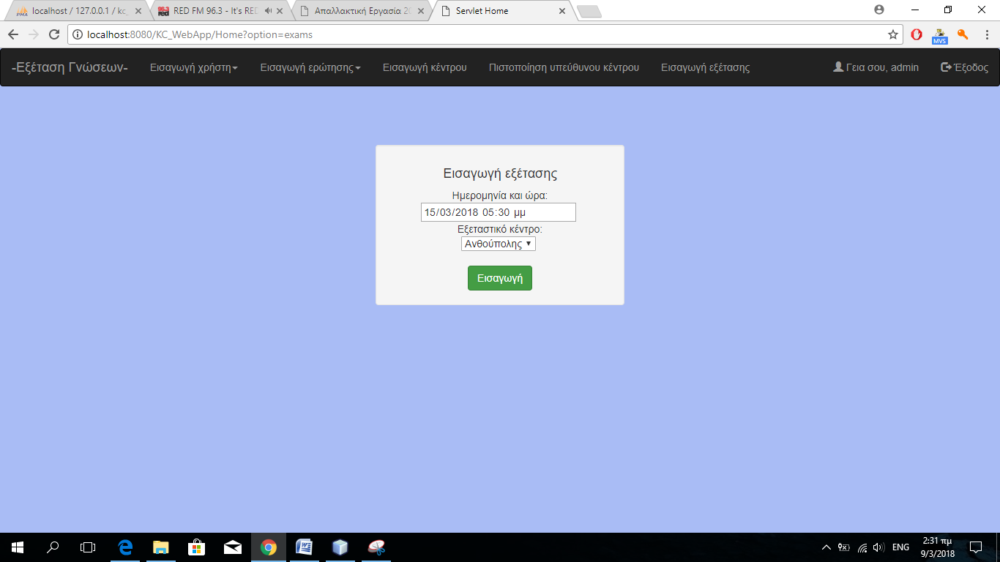 localhost / 127.0.0.1 / kc_
RED FM 96.3 - It's RED
Απαλλακτική Εργασία 20
Servlet Home
localhost:8080/KC_WebApp/Home?option=exams
MVS
-Εξέταση Γνώσεων-
Εισαγωγή χρήστη
Εισαγωγή ερώτησης
Εισαγωγή κέντρου
Πιστοποίηση υπεύθυνου κέντρου
Εισαγωγή εξέτασης
Γεια σου, admin
Έξοδος
Εισαγωγή εξέτασης
Ημερομηνία και ώρα:
15/03/2018 05:30 μμ
Εξεταστικό κέντρο:
Ανθούπολης
Εισαγωγή
ENG
2:31 πμ
9/3/2018